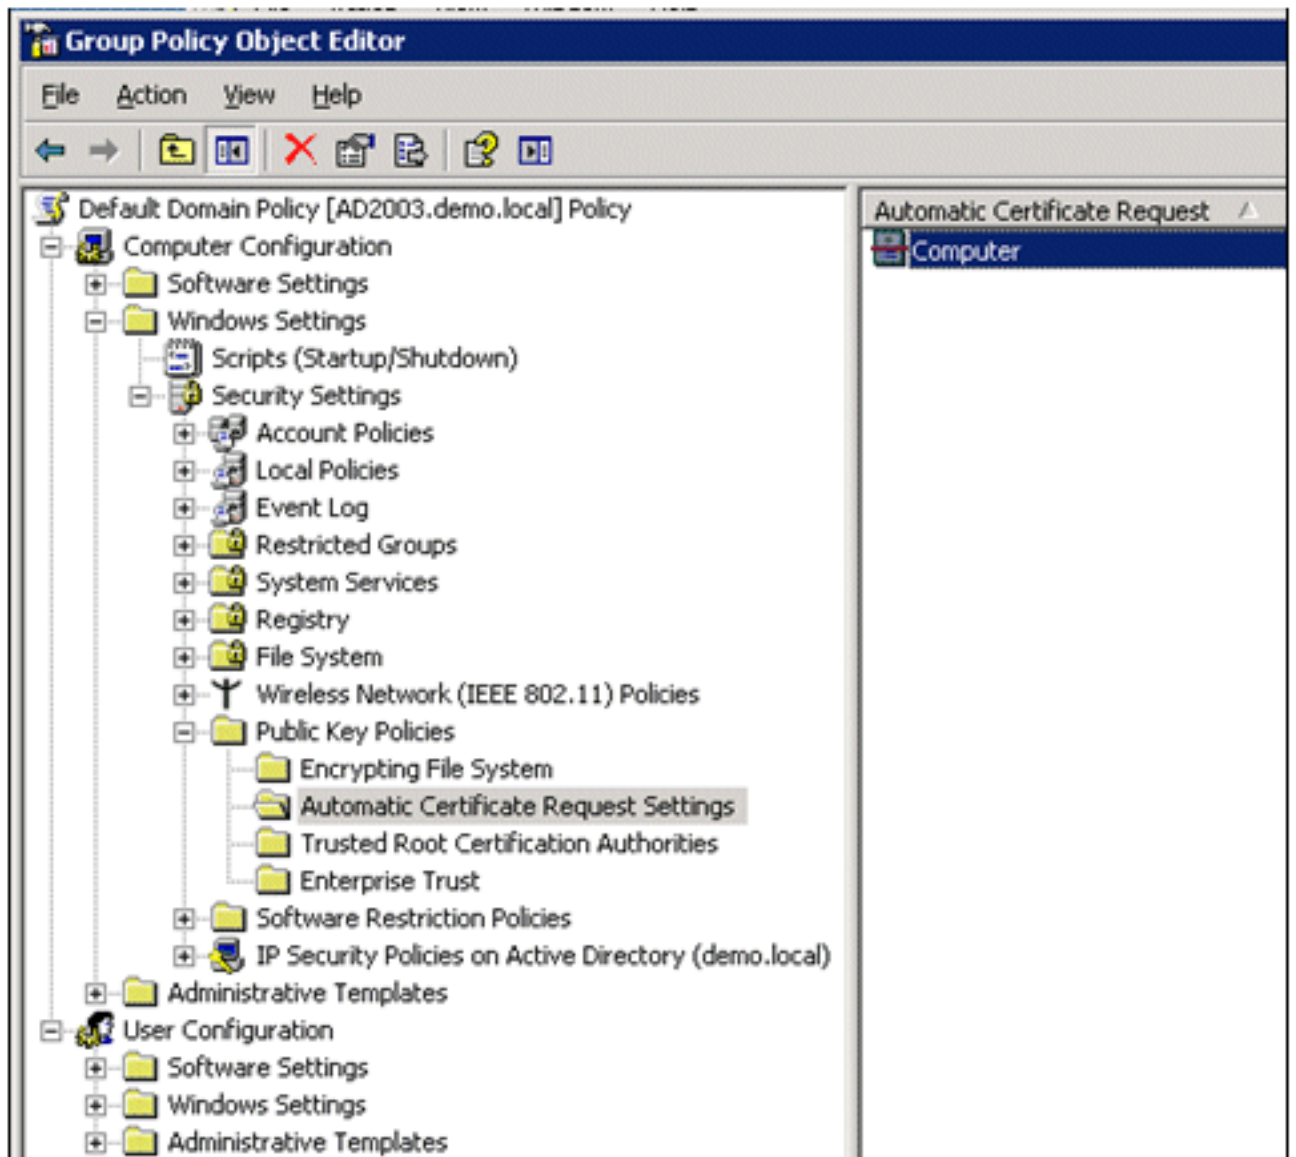 Group Policy Object Editor
File Action View Help
Default Domain Policy [AD2003.demo.local] Policy
Computer Configuration
Software Settings
Windows Settings
Scripts (Startup/Shutdown)
Security Settings
Account Policies
Local Policies
Event Log
Restricted Groups
System Services
Registry
File System
Wireless Network (IEEE 802.11) Policies
Public Key Policies
Encrypting File System
Automatic Certificate Request Settings
Trusted Root Certification Authorities
Enterprise Trust
Software Restriction Policies
IP Security Policies on Active Directory (demo.local)
Administrative Templates
User Configuration
Software Settings
Windows Settings
Administrative Templates
Automatic Certificate Request
Computer